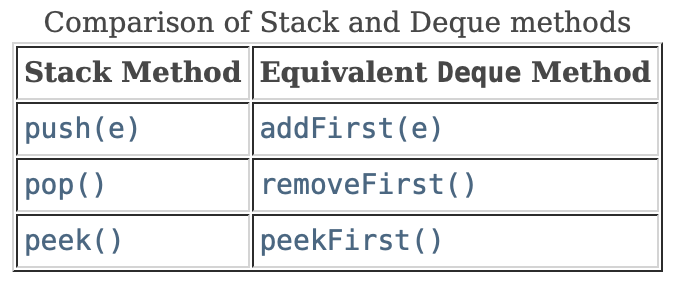 Comparison of Stack and Deque methods
Stack Method Equivalent Deque Method
push(e) addFirst(e)
pop() removeFirst()
peek() peekFirst()